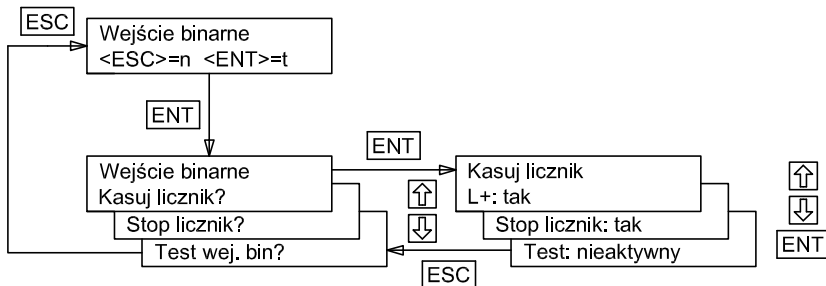 ESC
Wejście binarne
<ESC>=n <ENT>=t
ENT
Wejście binarne
Kasuj licznik?
Stop licznik?
Test wej. bin?
ENT
Kasuj licznik
L+: tak
Stop licznik: tak
Test: nieaktywny
ESC
ENT